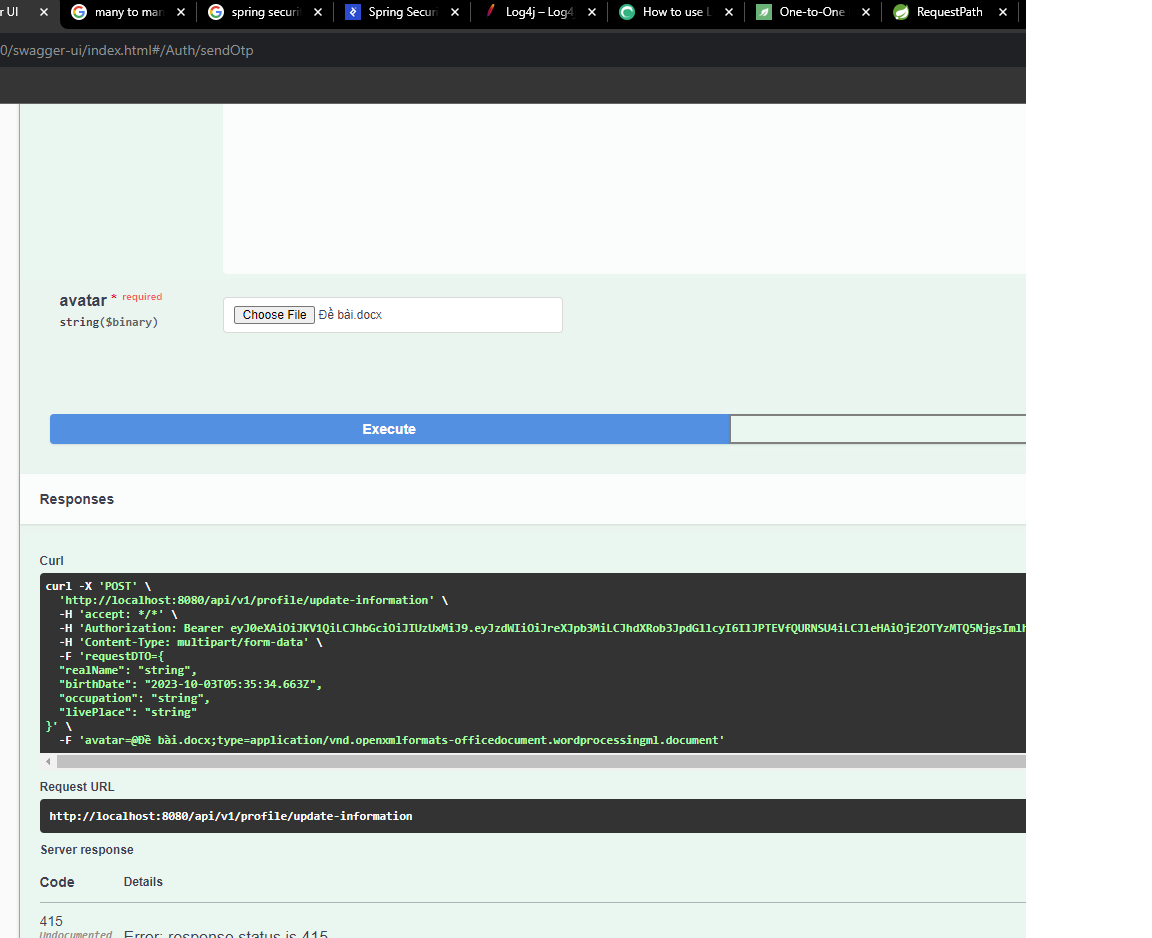 r UI
many to man
spring securi
Spring Securi
Log4j – Log4
How to use L
One-to-One
RequestPath
0/swagger-ui/index.html#/Auth/sendOtp
avatar * required
string($binary)
Choose File Đề bài.docx
Execute
Responses
Curl
curl -X 'POST' \
'http://localhost:8080/api/v1/profile/update-information' \
-H 'accept: */*' \
-H 'Authorization: Bearer
-H 'Content-Type: multipart/form-data' \
-F 'requestDTO={
"realName": "string",
"birthDate": "2023-10-03T05:35:34.663Z",
"occupation": "string",
"livePlace": "string"
}' \
-F 'avatar=@Đề bài.docx;type=application/vnd.openxmlformats-officedocument.wordprocessingml.document'
Request URL
http://localhost:8080/api/v1/profile/update-information
Server response
Code Details
415
Undocumented Error: response status is 415